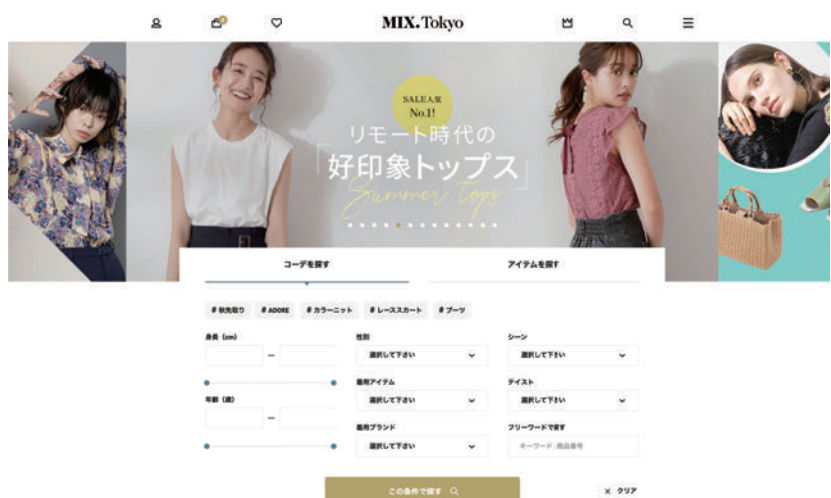 MIX.Tokyo
SALE人気
No.1!
リモート時代の
「好印象トップス」
Summer Tops
コーデを探す
アイテムを探す
# 秋先取り
# ADORE
# カラーニット
# レーススカート
# ブーツ
身長 (cm)
性別
シーン
選択して下さい
選択して下さい
着用アイテム
テイスト
年齢 (歳)
選択して下さい
選択して下さい
着用ブランド
フリーワードで探す
選択して下さい
キーワード|商品番号
この条件で探す
クリア